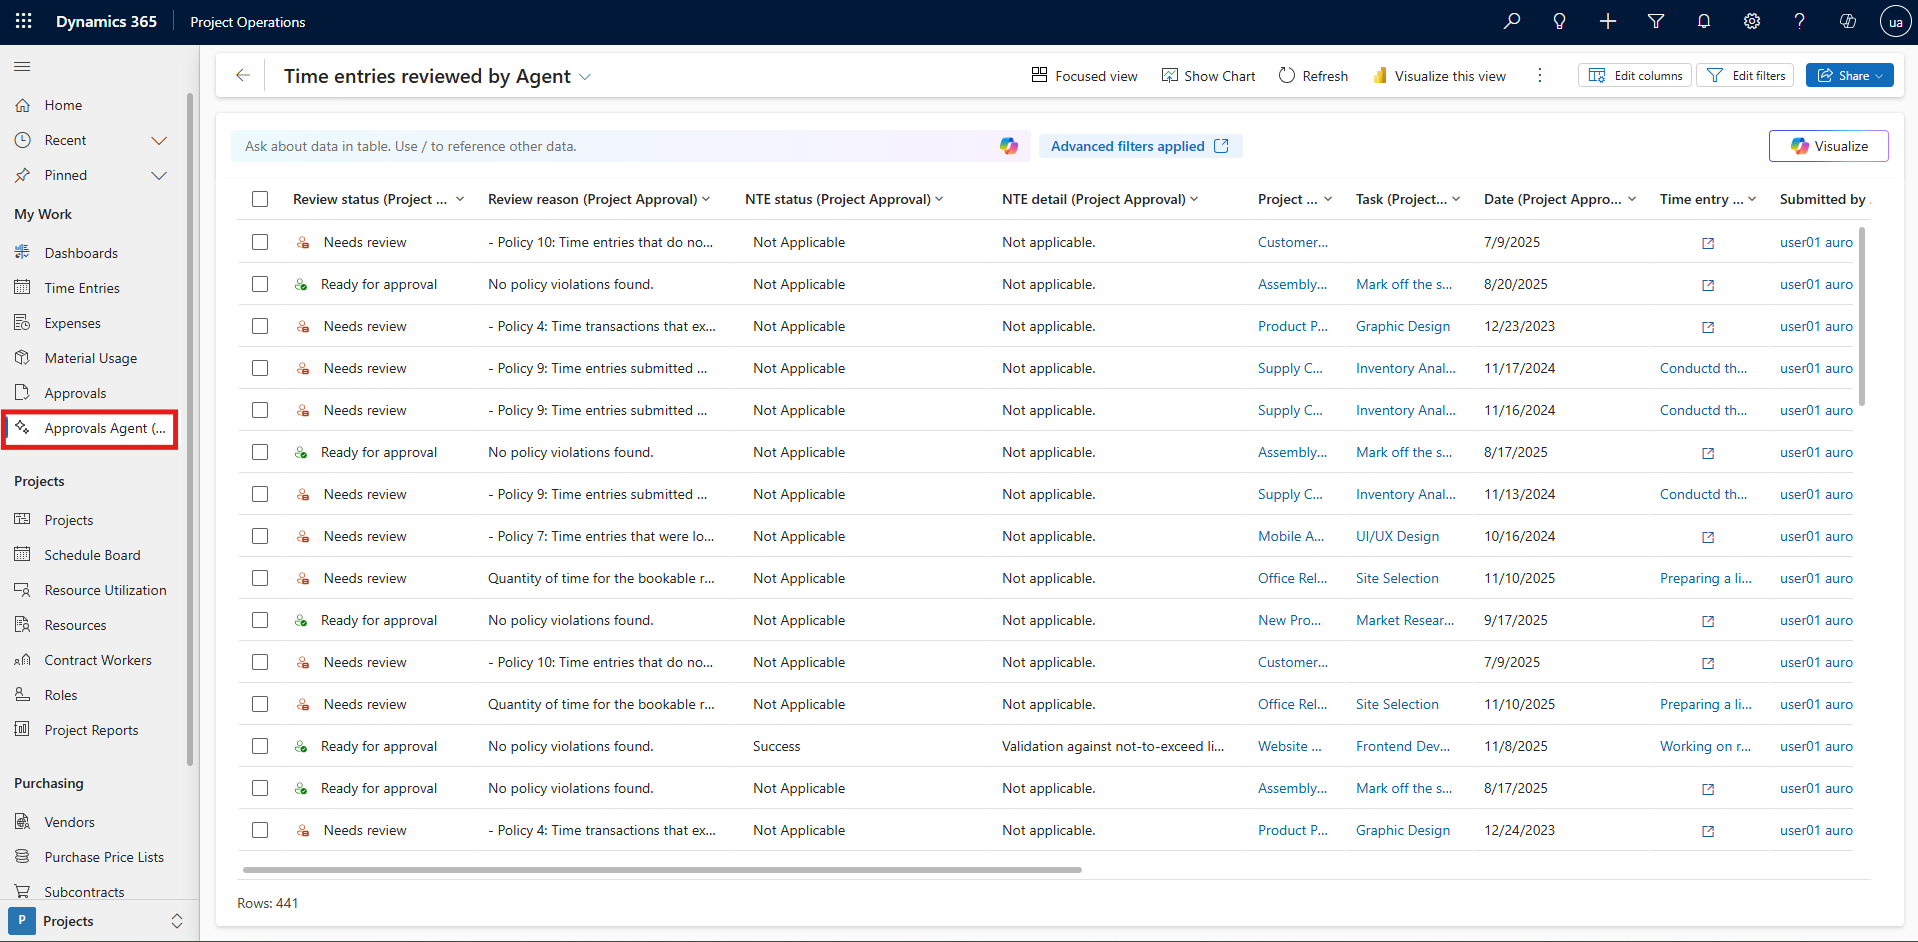 Dynamics 365 Project Operations ua
Time entries reviewed by Agent Focused view Show Chart Refresh Visualize this view Edit columns Edit filters Share
Home
Recent
Pinned
My Work
Dashboards
Time Entries
Expenses
Material Usage
Approvals
Approvals Agent (...
Projects
Projects
Schedule Board
Resource Utilization
Resources
Contract Workers
Roles
Project Reports
Purchasing
Vendors
Purchase Price Lists
Subcontracts
P Projects
Ask about data in table. Use / to reference other data. Advanced filters applied Visualize
Review status (Project ... Review reason (Project Approval) NTE status (Project Approval) NTE detail (Project Approval) Project ... Task (Project... Date (Project Appro... Time entry ... Submitted by
Needs review - Policy 10: Time entries that do no... Not Applicable Not applicable. Customer... 7/9/2025 user01 auro
Ready for approval No policy violations found. Not Applicable Not applicable. Assembly... Mark off the s... 8/20/2025 user01 auro
Needs review - Policy 4: Time transactions that ex... Not Applicable Not applicable. Product P... Graphic Design 12/23/2023 user01 auro
Needs review - Policy 9: Time entries submitted ... Not Applicable Not applicable. Supply C... Inventory Anal... 11/17/2024 Conductd th... user01 auro
Needs review - Policy 9: Time entries submitted ... Not Applicable Not applicable. Supply C... Inventory Anal... 11/16/2024 Conductd th... user01 auro
Ready for approval No policy violations found. Not Applicable Not applicable. Assembly... Mark off the s... 8/17/2025 user01 auro
Needs review - Policy 9: Time entries submitted ... Not Applicable Not applicable. Supply C... Inventory Anal... 11/13/2024 Conductd th... user01 auro
Needs review - Policy 7: Time entries that were lo... Not Applicable Not applicable. Mobile A... UI/UX Design 10/16/2024 user01 auro
Needs review Quantity of time for the bookable r... Not Applicable Not applicable. Office Rel... Site Selection 11/10/2025 Preparing a li... user01 auro
Ready for approval No policy violations found. Not Applicable Not applicable. New Pro... Market Resear... 9/17/2025 user01 auro
Needs review - Policy 10: Time entries that do no... Not Applicable Not applicable. Customer... 7/9/2025 user01 auro
Needs review Quantity of time for the bookable r... Not Applicable Not applicable. Office Rel... Site Selection 11/10/2025 Preparing a li... user01 auro
Ready for approval No policy violations found. Success Validation against not-to-exceed li... Website ... Frontend Dev... 11/8/2025 Working on r... user01 auro
Ready for approval No policy violations found. Not Applicable Not applicable. Assembly... Mark off the s... 8/17/2025 user01 auro
Needs review - Policy 4: Time transactions that ex... Not Applicable Not applicable. Product P... Graphic Design 12/24/2023 user01 auro
Rows: 441